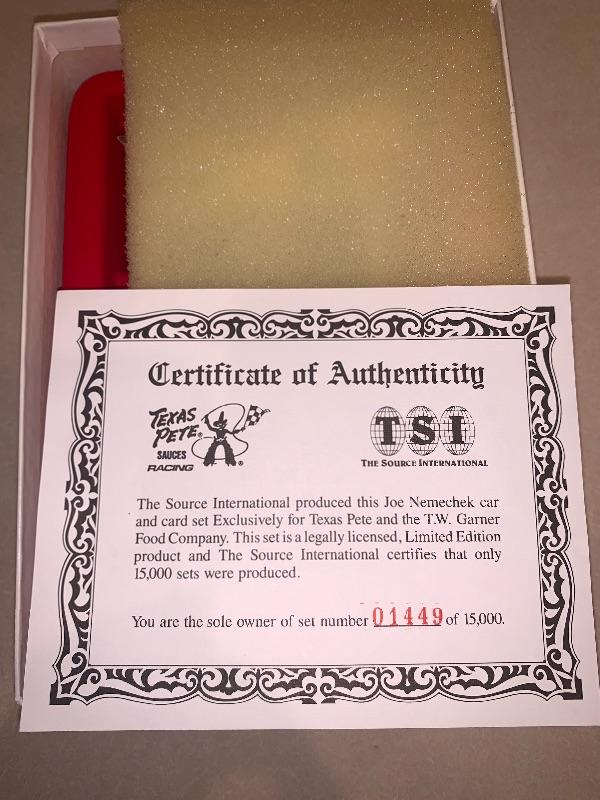 Certificate of Authenticity
TEXAS
PETE®
SAUCES
RACING
®
TSI
THE SOURCE INTERNATIONAL
The Source International produced this Joe Nemechek car
and card set Exclusively for Texas Pete and the T.W. Garner
Food Company. This set is a legally licensed, Limited Edition
product and The Source International certifies that only
15,000 sets were produced.
You are the sole owner of set number 01449 of 15,000.